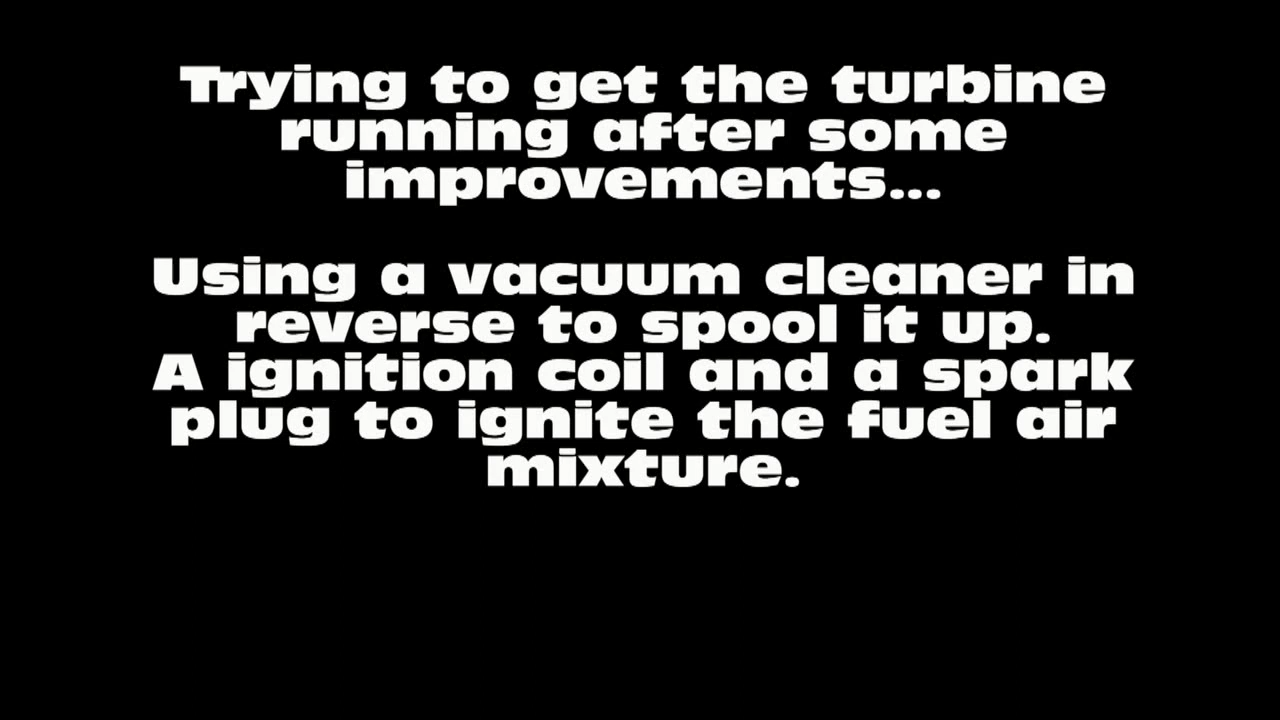 Trying to get the turbine
running after some
improvements...
Using a vacuum cleaner in
reverse to spool it up.
A ignition coil and a spark
plug to ignite the fuel air
mixture.